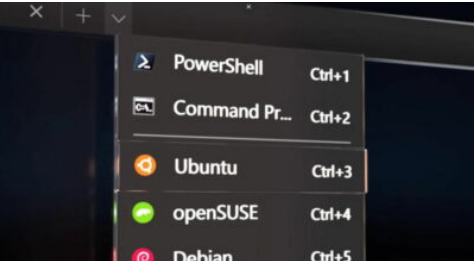 PowerShell Ctrl+1
Command Pr... Ctrl+2
Ubuntu Ctrl+3
openSUSE Ctrl+4
Debian Ctrl+5